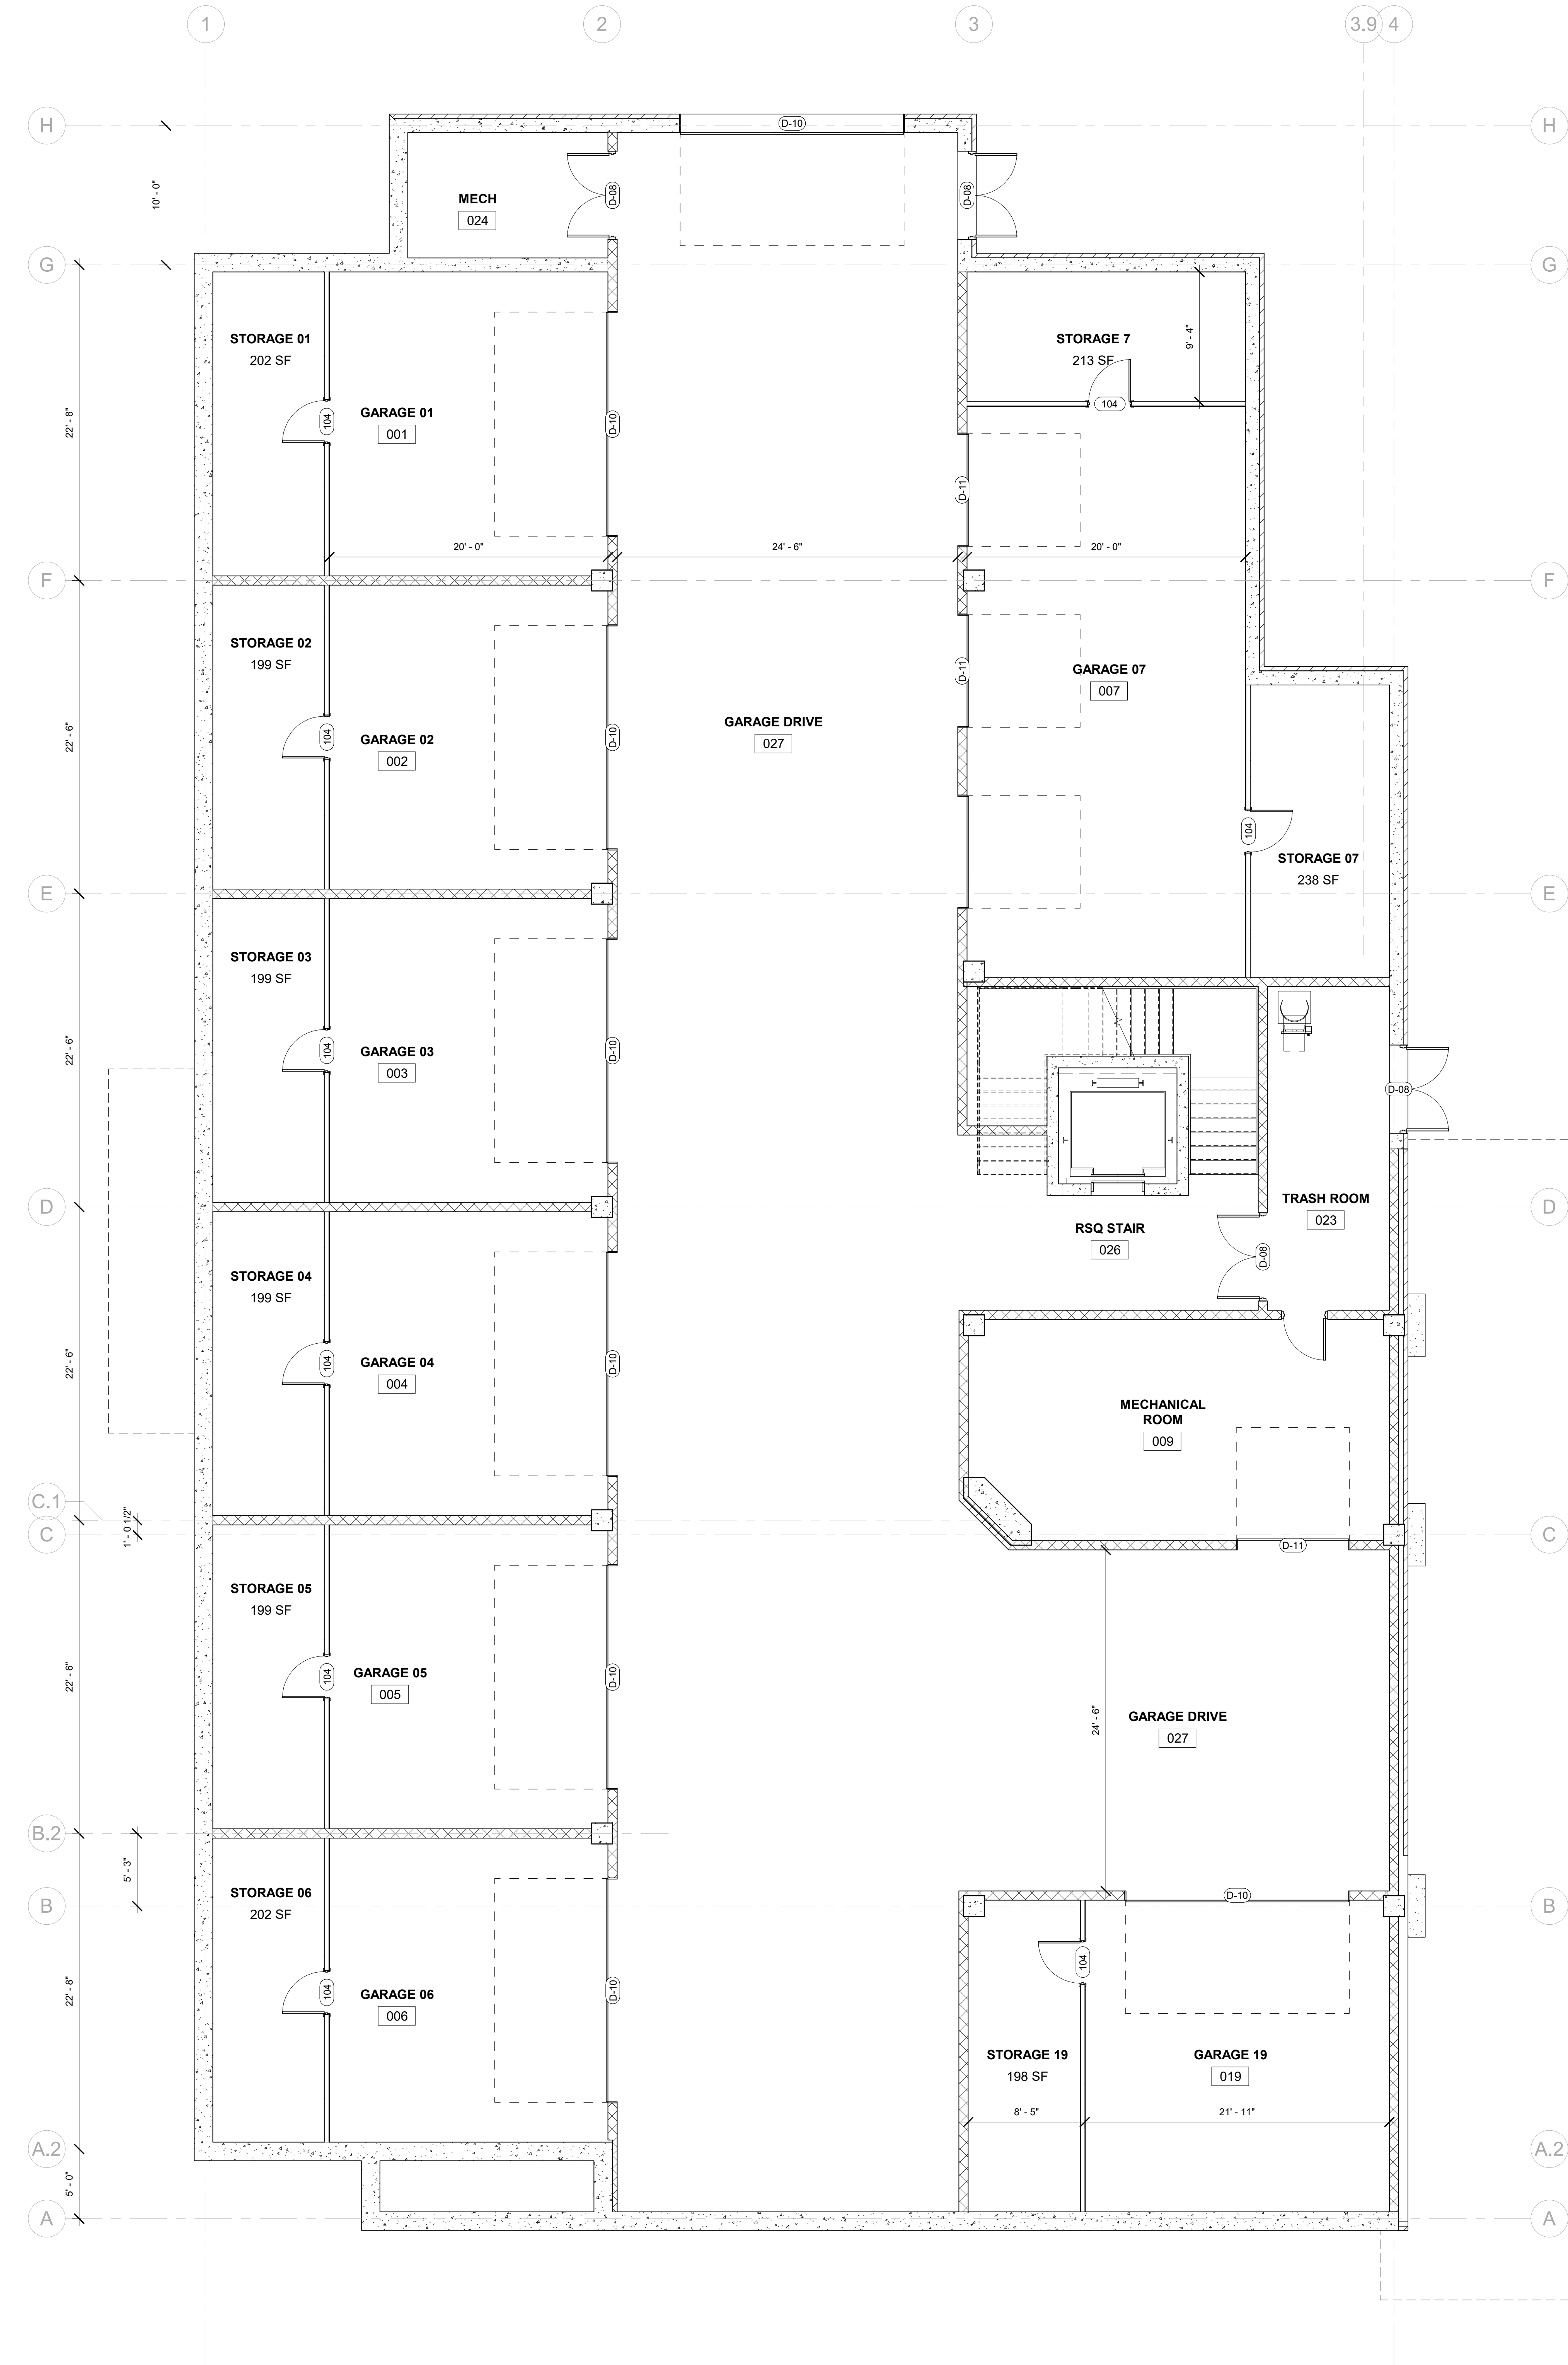 1
2
3
3.9
4
H
D-10
H
10' - 0"
MECH
024
D-08
D-08
G
G
STORAGE 01
202 SF
STORAGE 7
213 SF
9' - 4"
104
22' - 8"
104
GARAGE 01
001
D-10
D-11
20' - 0"
24' - 6"
20' - 0"
F
F
STORAGE 02
199 SF
D-11
GARAGE 07
007
22' - 6"
104
GARAGE 02
002
D-10
GARAGE DRIVE
027
104
STORAGE 07
238 SF
E
E
STORAGE 03
199 SF
22' - 6"
104
GARAGE 03
003
D-10
D-08
D
D
TRASH ROOM
023
RSQ STAIR
026
D-08
STORAGE 04
199 SF
22' - 6"
104
GARAGE 04
004
D-10
MECHANICAL
ROOM
009
C.1
C
1' - 0 1/2"
C
D-11
STORAGE 05
199 SF
22' - 6"
104
GARAGE 05
005
D-10
24' - 6"
GARAGE DRIVE
027
B.2
5' - 3"
STORAGE 06
202 SF
D-10
B
B
22' - 8"
104
GARAGE 06
006
D-10
104
STORAGE 19
198 SF
GARAGE 19
019
8' - 5"
21' - 11"
A.2
A.2
5' - 0"
A
A